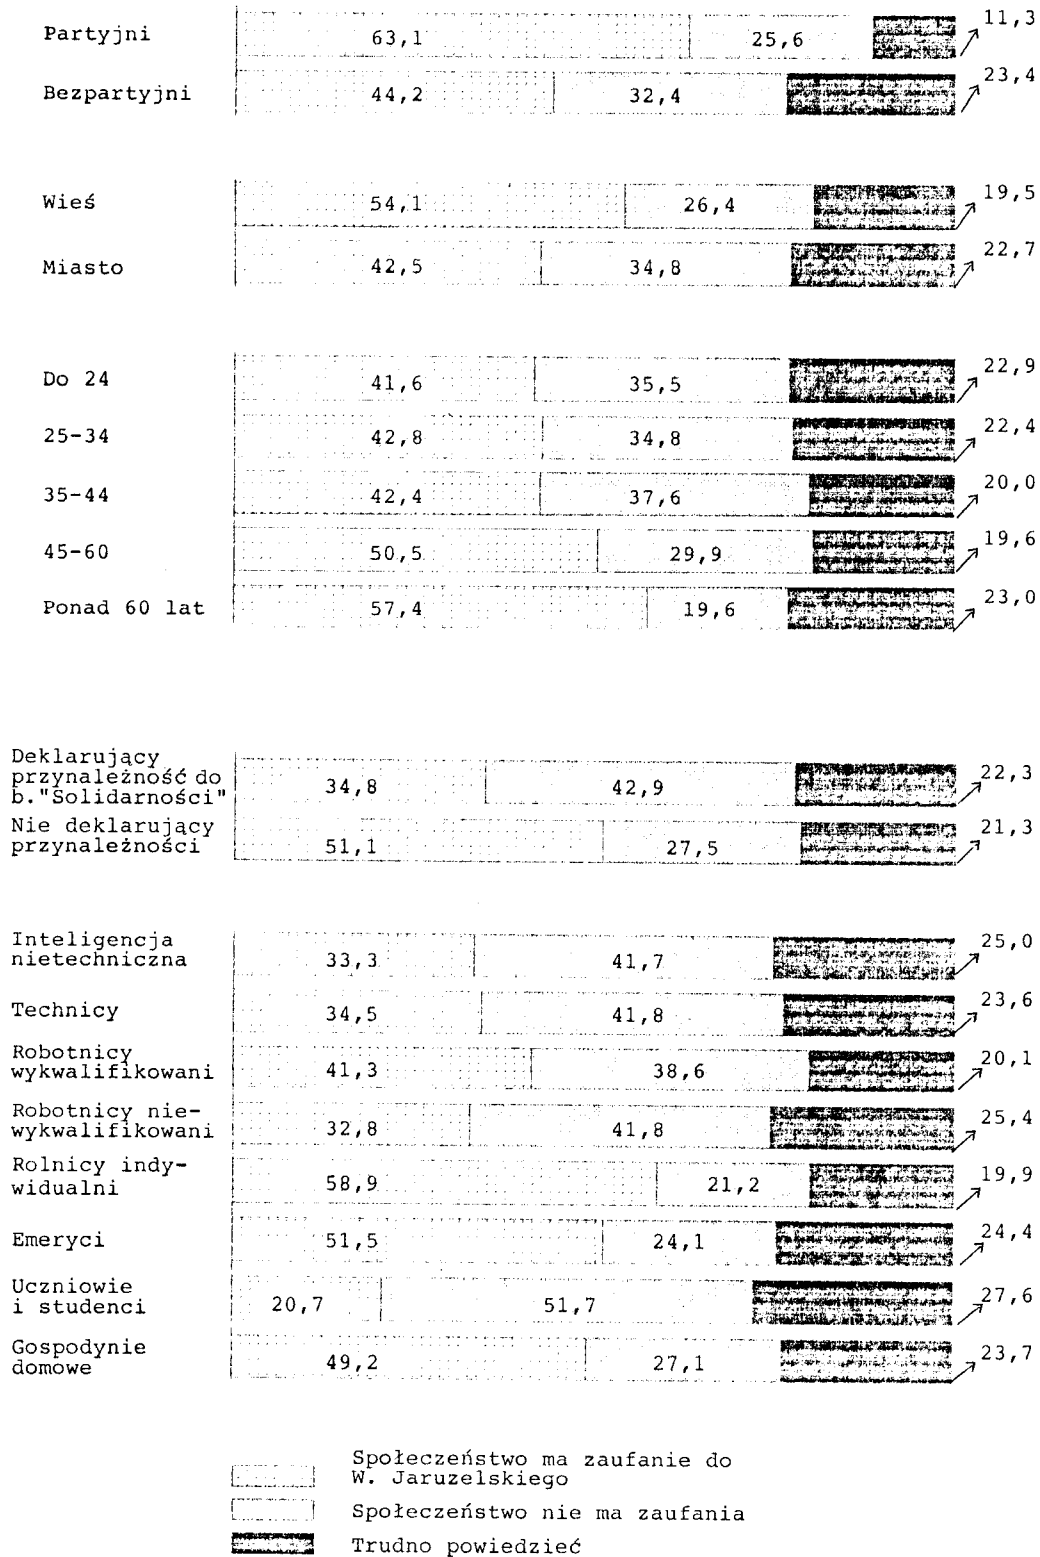 Partyjni 63,1 25,6 11,3
Bezpartyjni 44,2 32,4 23,4
Wieś 54,1 26,4 19,5
Miasto 42,5 34,8 22,7
Do 24 41,6 35,5 22,9
25-34 42,8 34,8 22,4
35-44 42,4 37,6 20,0
45-60 50,5 29,9 19,6
Ponad 60 lat 57,4 19,6 23,0
Deklarujący
przynależność do
b."Solidarności" 34,8 42,9 22,3
Nie deklarujący
przynależności 51,1 27,5 21,3
Inteligencja
nietechniczna 33,3 41,7 25,0
Technicy 34,5 41,8 23,6
Robotnicy
wykwalifikowani 41,3 38,6 20,1
Robotnicy nie-
wykwalifikowani 32,8 41,8 25,4
Rolnicy indy-
widualni 58,9 21,2 19,9
Emeryci 51,5 24,1 24,4
Uczniowie
i studenci 20,7 51,7 27,6
Gospodynie
domowe 49,2 27,1 23,7
Społeczeństwo ma zaufanie do
W. Jaruzelskiego
Społeczeństwo nie ma zaufania
Trudno powiedzieć